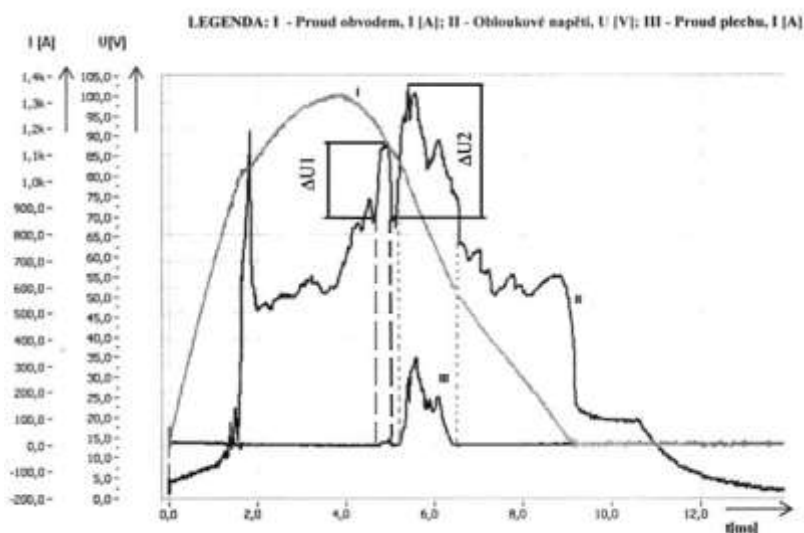 LEGENDA: I - Proud obvodem, I [A]; II - Obloukové napětí, U [V]; III - Proud plechu, I [A]
I [A] U[V]
1,4k 105,0
1,3k 100,0
1,2k 95,0
1,1k 90,0
1,0k 85,0
900,0 80,0
800,0 75,0
700,0 70,0
600,0 65,0
500,0 60,0
400,0 55,0
300,0 50,0
200,0 45,0
100,0 40,0
0,0 35,0
-100,0 30,0
-200,0 25,0
20,0
15,0
10,0
5,0
0,0
I
ΔU1
ΔU2
II
III
0,0 2,0 4,0 6,0 8,0 10,0 12,0
t[ms]